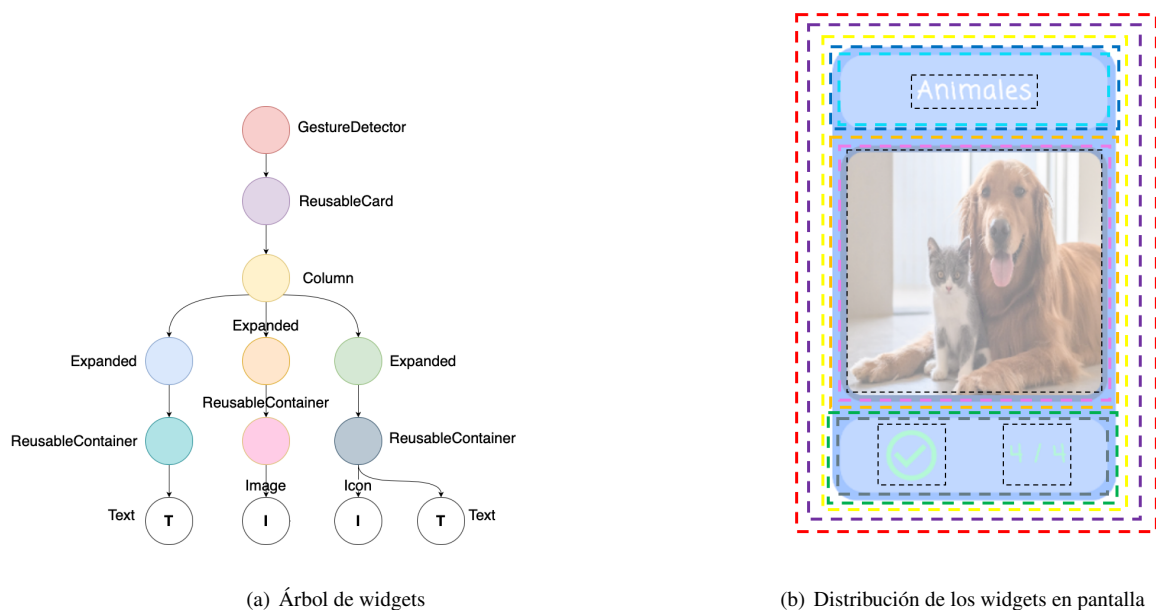 GestureDetector
ReusableCard
Column
Expanded
Expanded
Expanded
ReusableContainer
ReusableContainer
ReusableContainer
Image
Icon
Text
T
I
I
T
Text
(a) Árbol de widgets
Animales
4 / 4
(b) Distribución de los widgets en pantalla